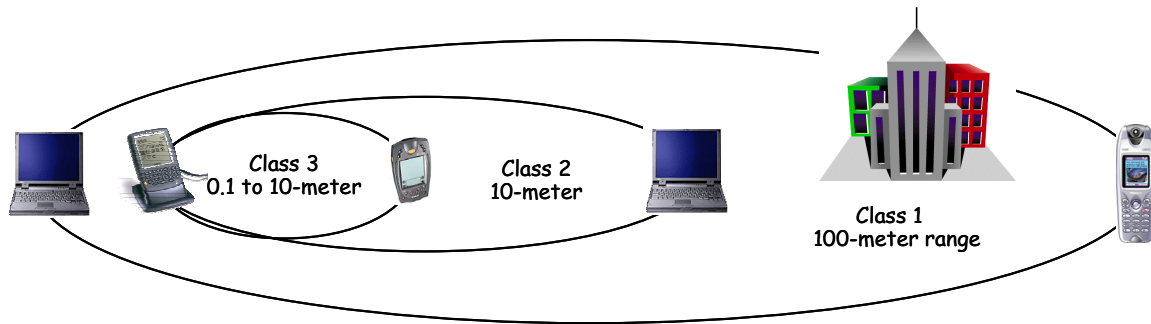 Class 3
0.1 to 10-meter
Class 2
10-meter
Class 1
100-meter range